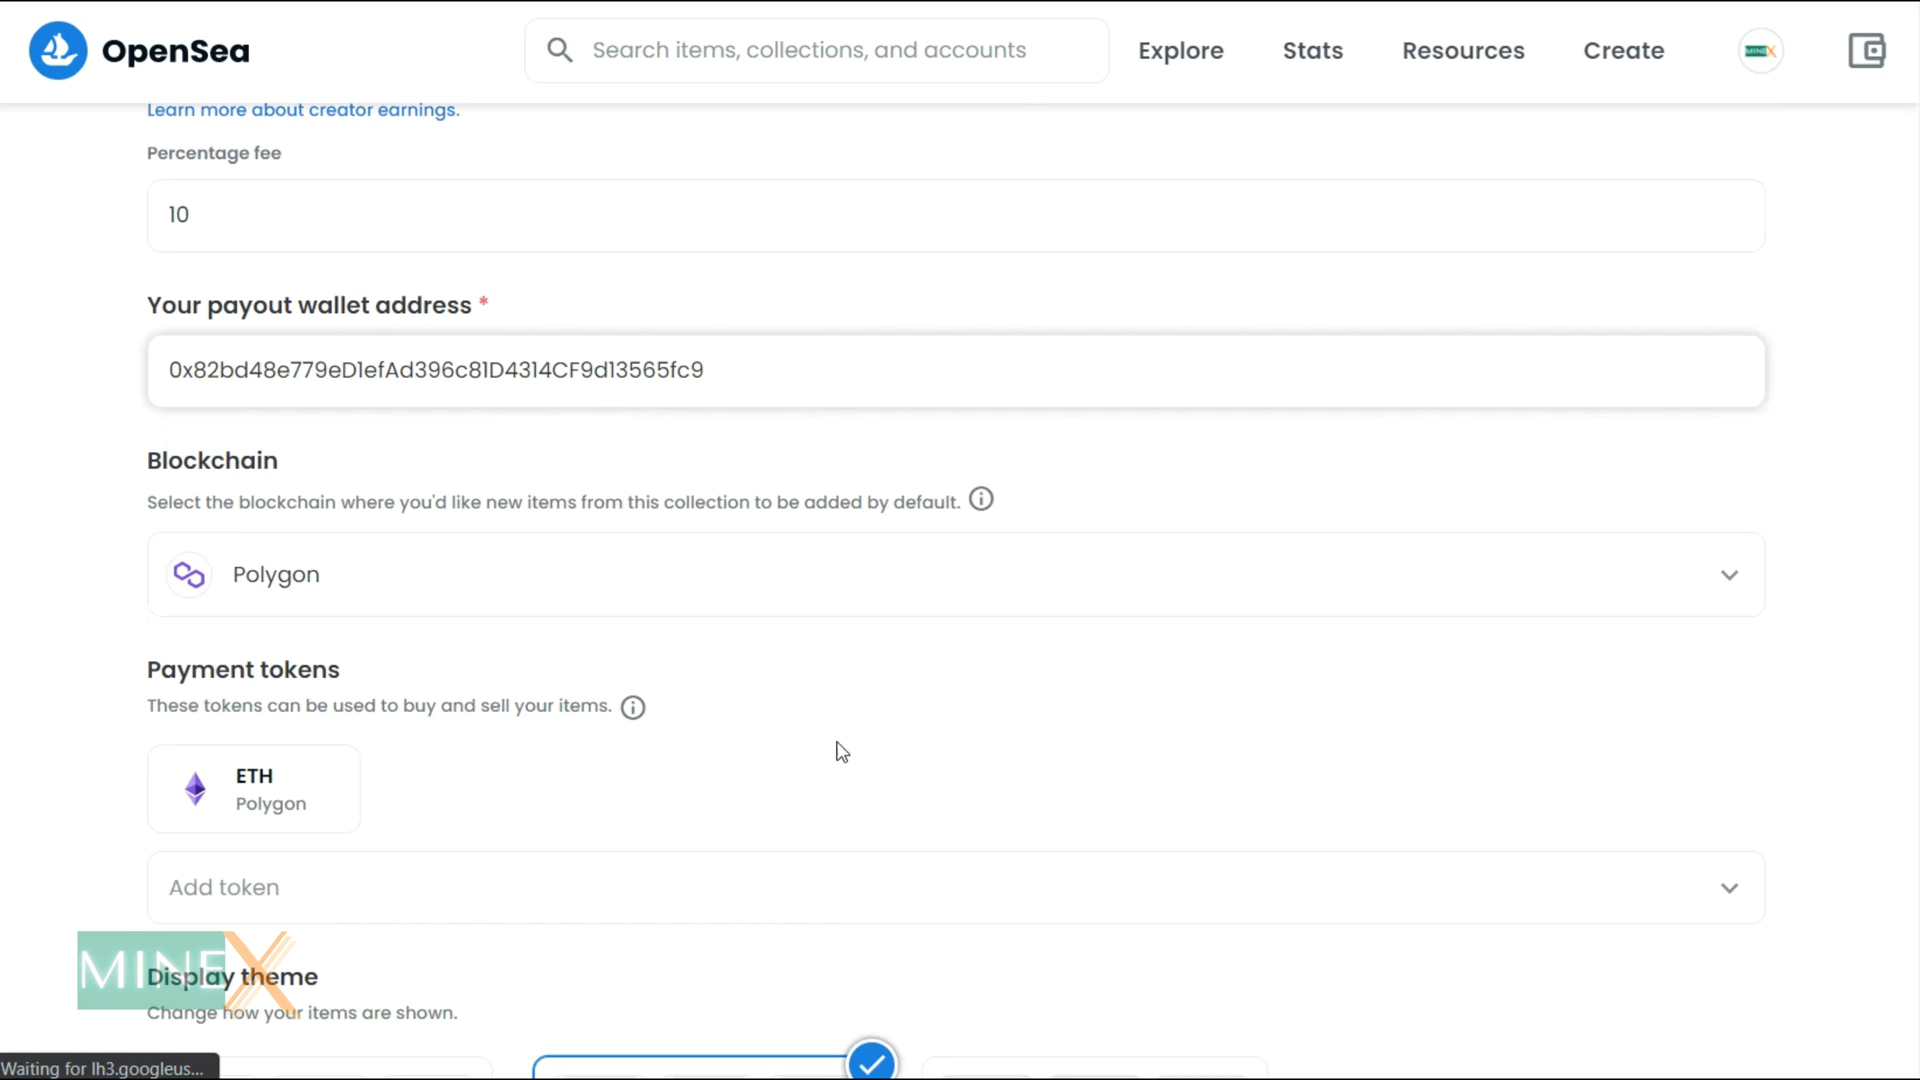 OpenSea
Search items, collections, and accounts
Explore
Stats
Resources
Create
MINEX
Learn more about creator earnings.
Percentage fee
10
Your payout wallet address *
0x82bd48e779eD1efAd396c81D4314CF9d13565fc9
Blockchain
Select the blockchain where you'd like new items from this collection to be added by default.
Polygon
Payment tokens
These tokens can be used to buy and sell your items.
ETH
Polygon
Add token
MINEX
Display theme
Change how your items are shown.
Waiting for lh3.googleus...